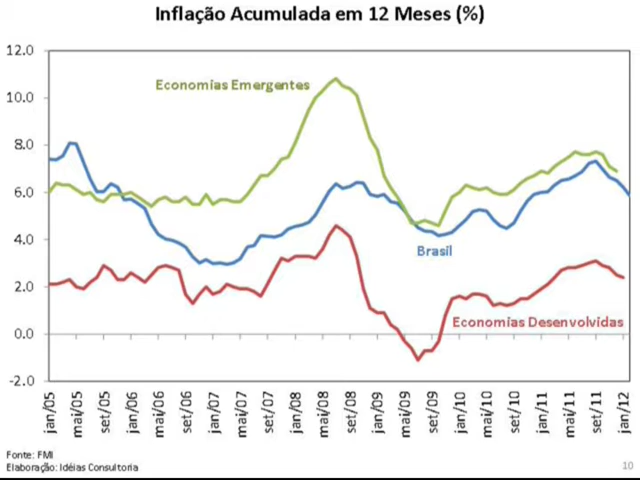 Inflação Acumulada em 12 Meses (%)
12.0
10.0
8.0
6.0
4.0
2.0
0.0
-2.0
Economias Emergentes
Brasil
Economias Desenvolvidas
jan/05
mai/05
set/05
jan/06
mai/06
set/06
jan/07
mai/07
set/07
jan/08
mai/08
set/08
jan/09
mai/09
set/09
jan/10
mai/10
set/10
jan/11
mai/11
set/11
jan/12
Fonte: FMI
Elaboração: Idéias Consultoria
10